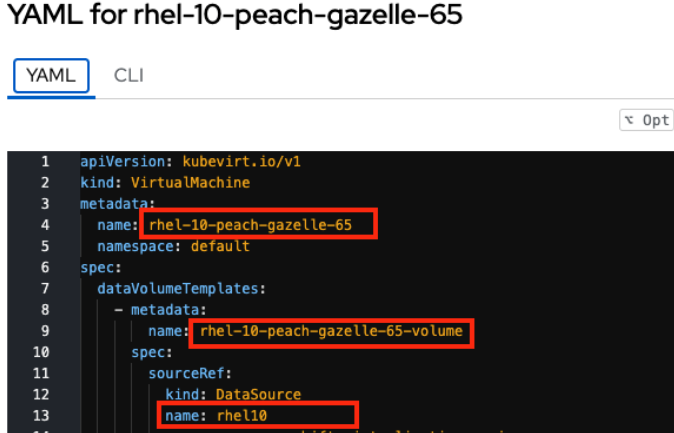 YAML for rhel-10-peach-gazelle-65
YAML CLI
⌥ Opt
1 apiVersion: kubevirt.io/v1
2 kind: VirtualMachine
3 metadata:
4 name: rhel-10-peach-gazelle-65
5 namespace: default
6 spec:
7 dataVolumeTemplates:
8 - metadata:
9 name: rhel-10-peach-gazelle-65-volume
10 spec:
11 sourceRef:
12 kind: DataSource
13 name: rhel10